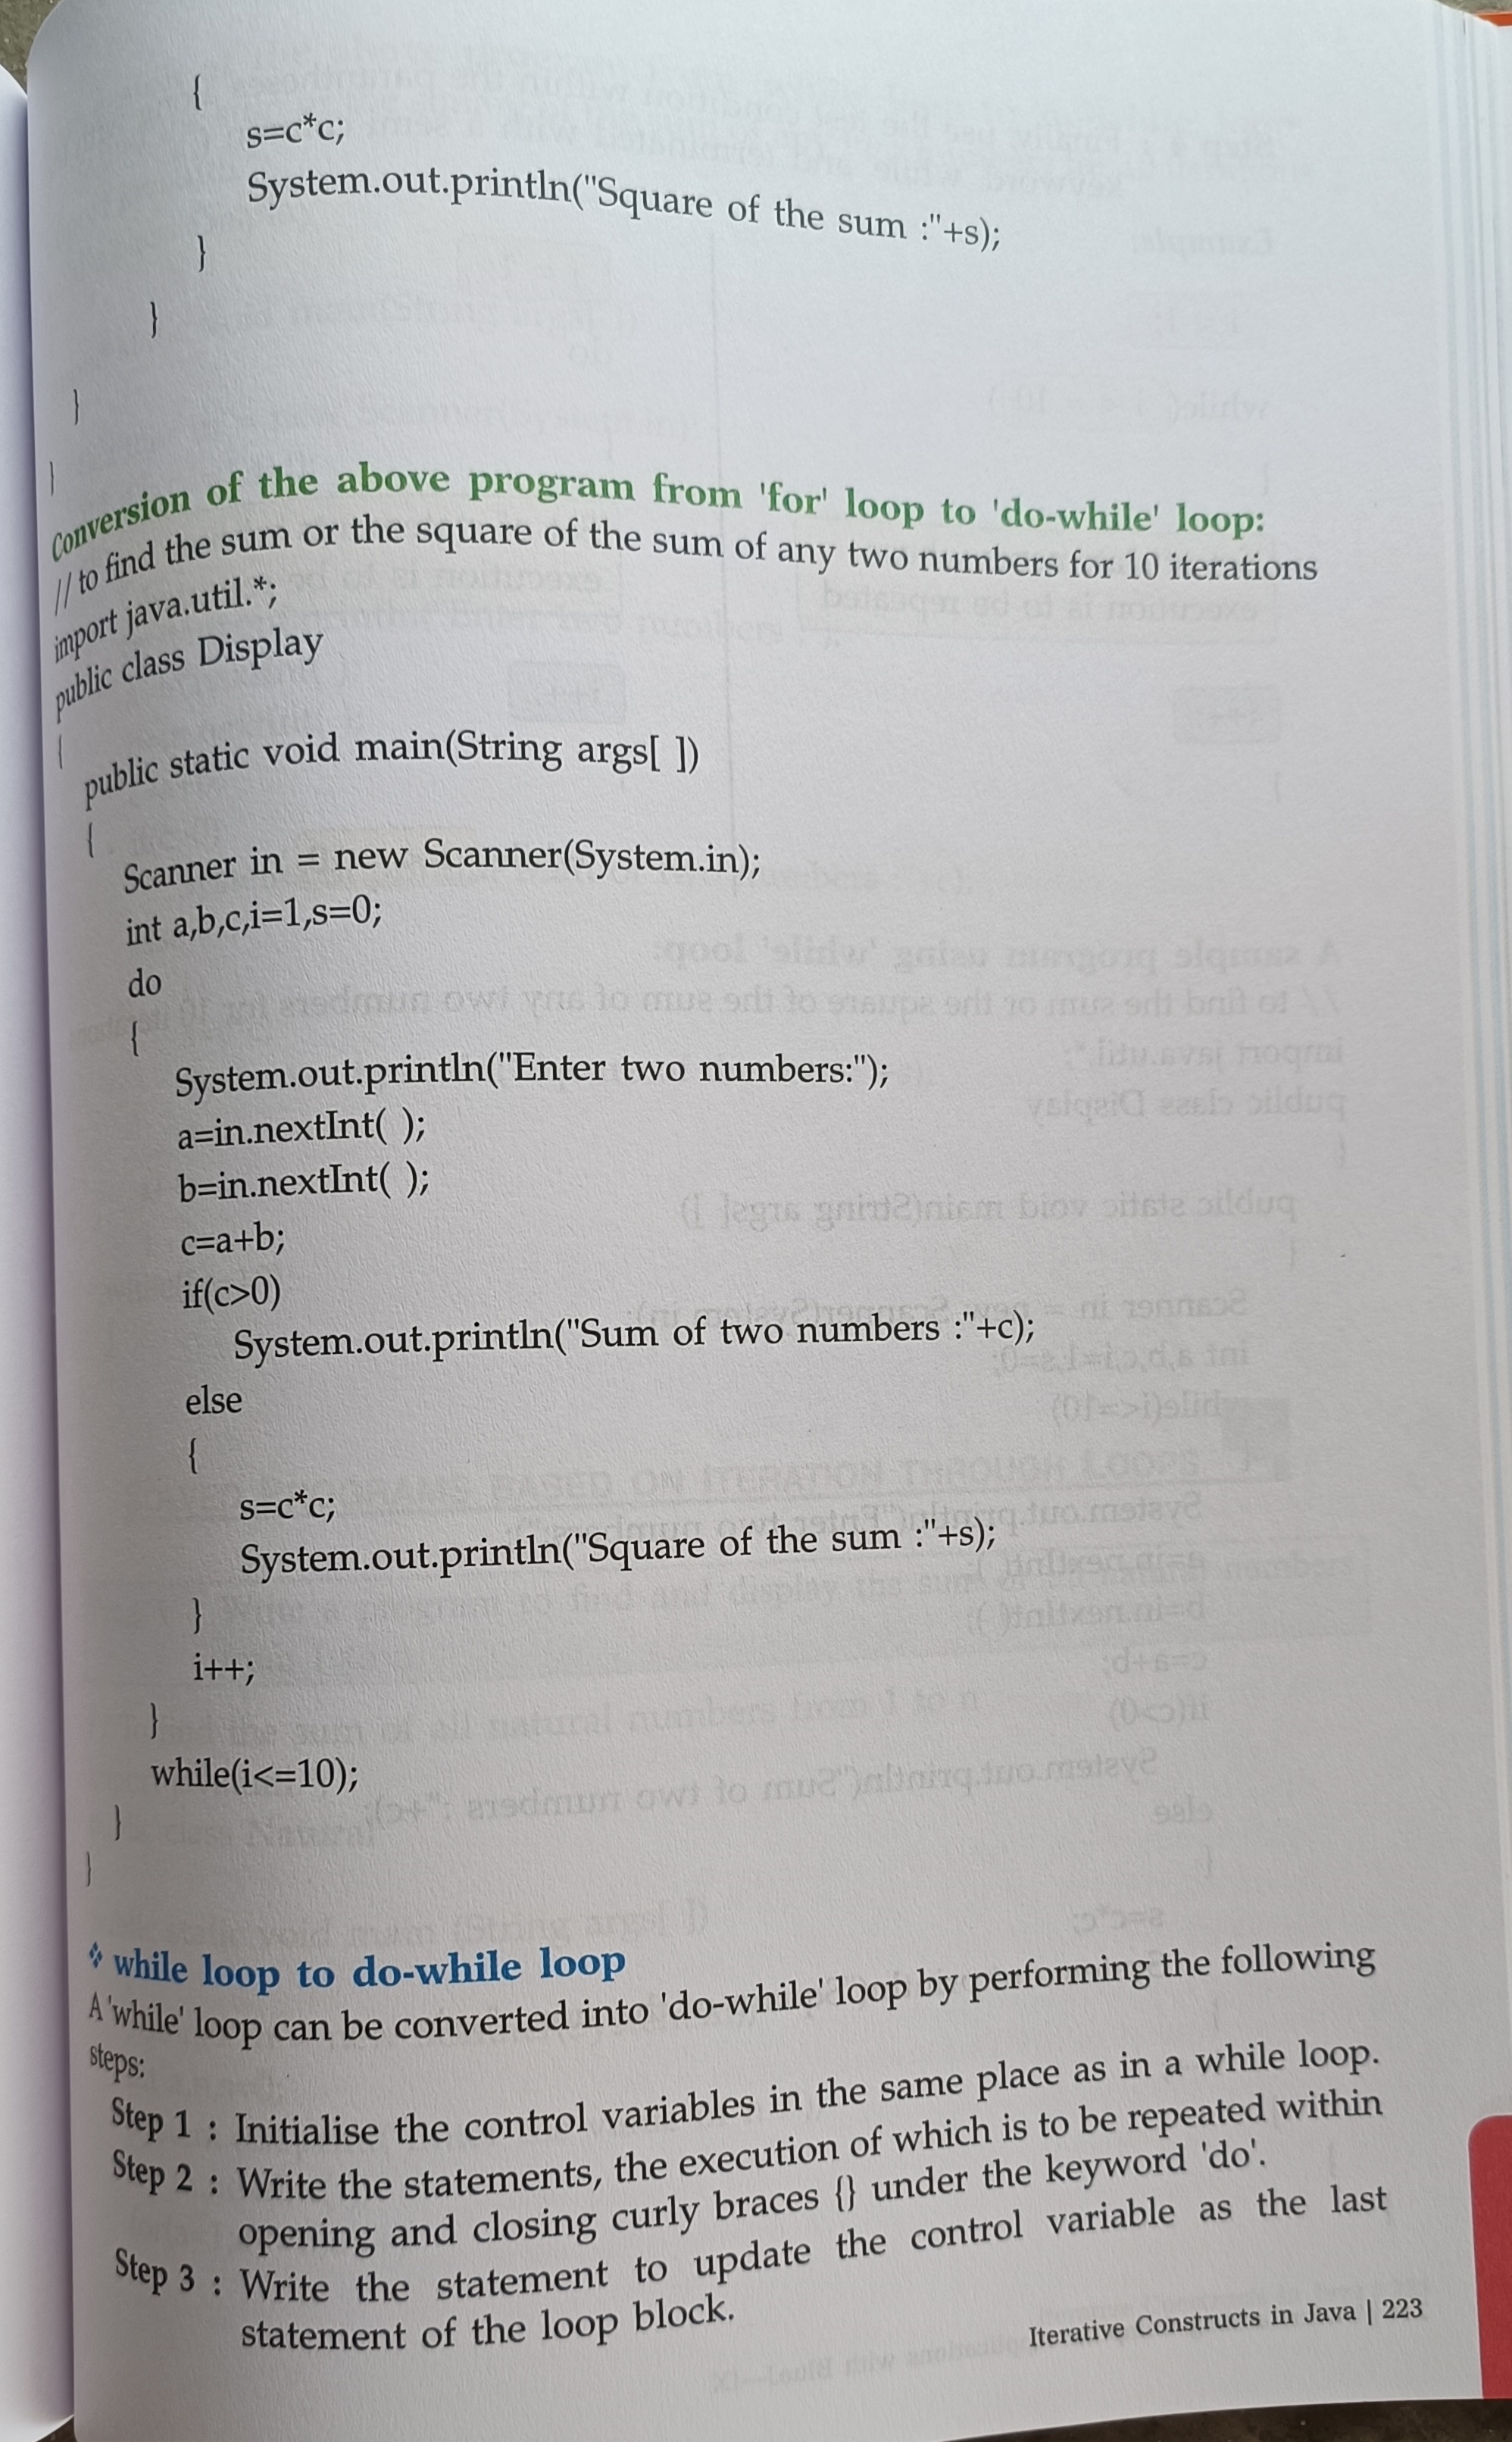 {
s=c*c;
System.out.println("Square of the sum :"+s);
}
}
}
}
Conversion of the above program from 'for' loop to 'do-while' loop:
// to find the sum or the square of the sum of any two numbers for 10 iterations
import java.util.*;
public class Display
{
public static void main(String args[ ])
{
Scanner in = new Scanner(System.in);
int a,b,c,i=1,s=0;
do
{
System.out.println("Enter two numbers:");
a=in.nextInt( );
b=in.nextInt( );
c=a+b;
if(c>0)
System.out.println("Sum of two numbers :"+c);
else
{
s=c*c;
System.out.println("Square of the sum :"+s);
}
i++;
}
while(i<=10);
}
}
❖ while loop to do-while loop
A 'while' loop can be converted into 'do-while' loop by performing the following
steps:
Step 1 : Initialise the control variables in the same place as in a while loop.
Step 2 : Write the statements, the execution of which is to be repeated within
opening and closing curly braces {} under the keyword 'do'.
Step 3 : Write the statement to update the control variable as the last
statement of the loop block.
Iterative Constructs in Java | 223